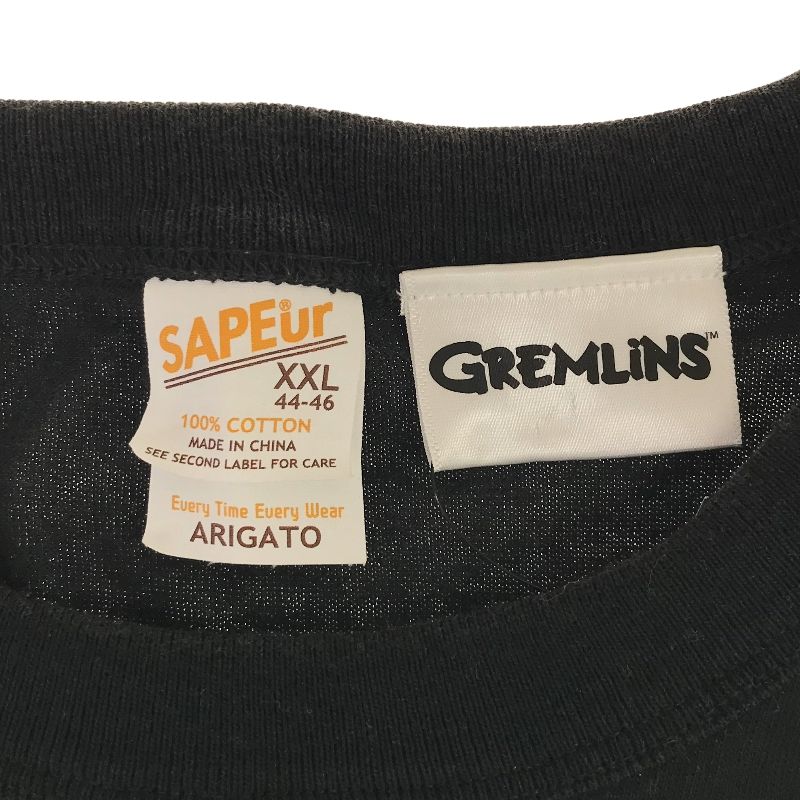 SAPEur®
XXL
44-46
100% COTTON
MADE IN CHINA
SEE SECOND LABEL FOR CARE
Every Time Every Wear
ARIGATO
GREMLiNS™